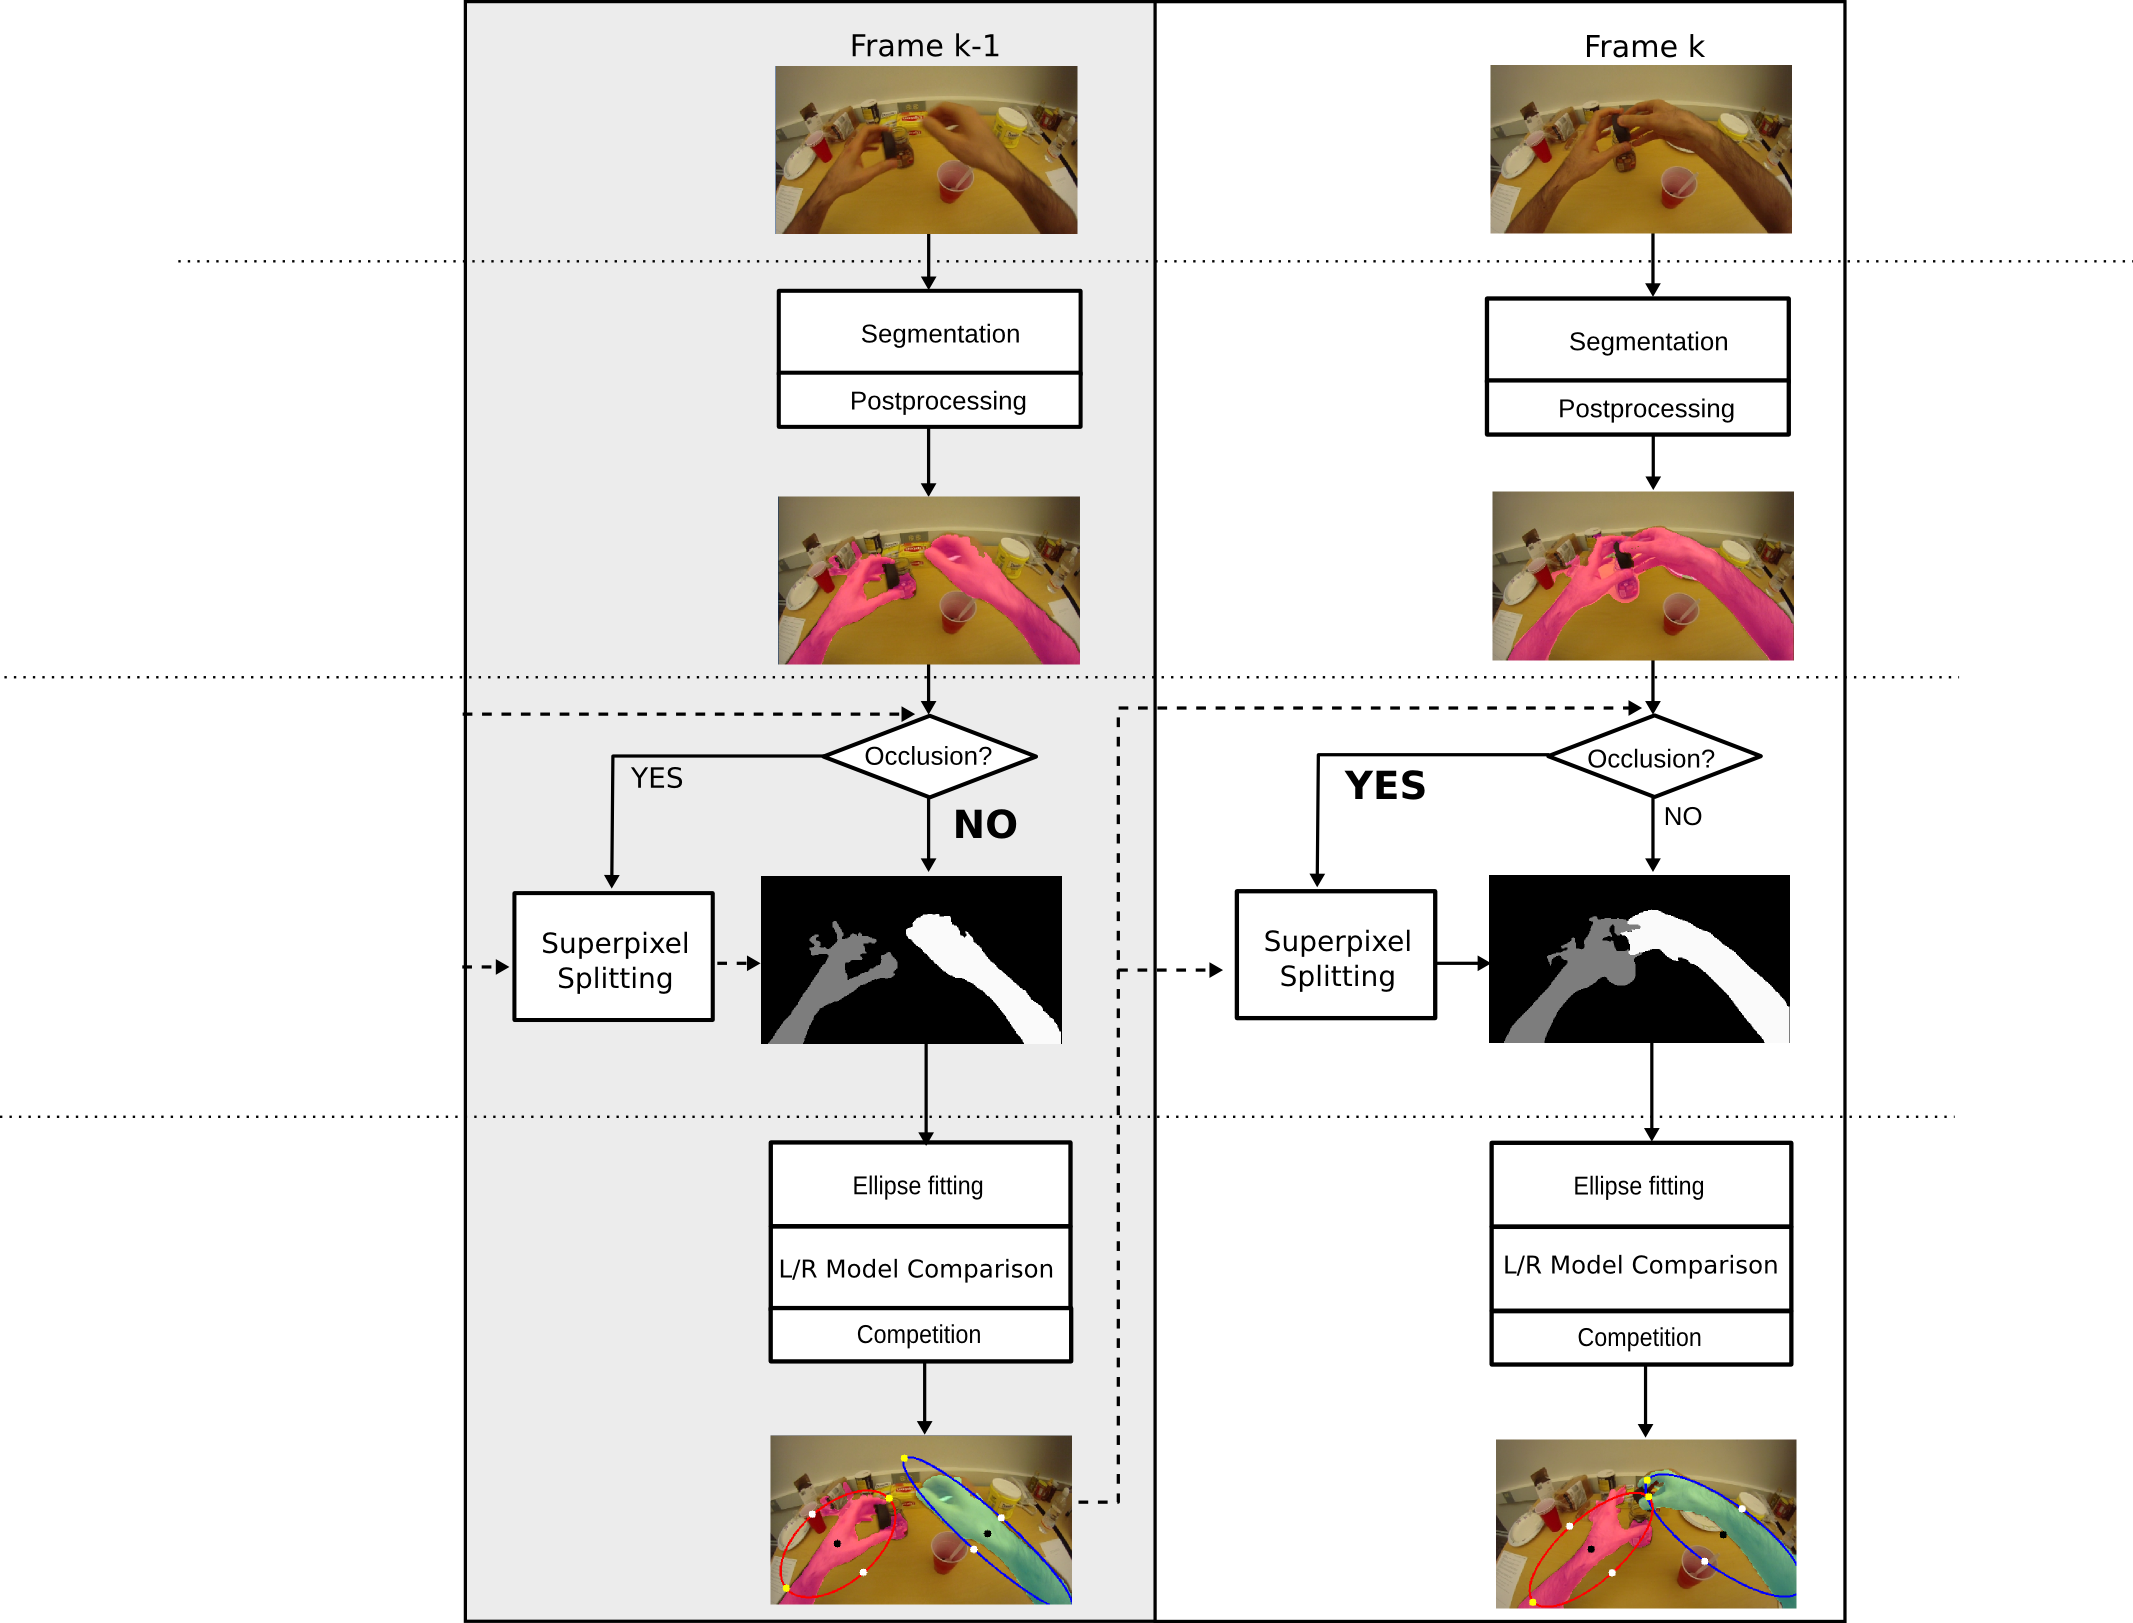 Frame k-1
Segmentation
Postprocessing
Occlusion?
YES
NO
Superpixel
Splitting
Ellipse fitting
L/R Model Comparison
Competition
Frame k
Segmentation
Postprocessing
Occlusion?
YES
NO
Superpixel
Splitting
Ellipse fitting
L/R Model Comparison
Competition